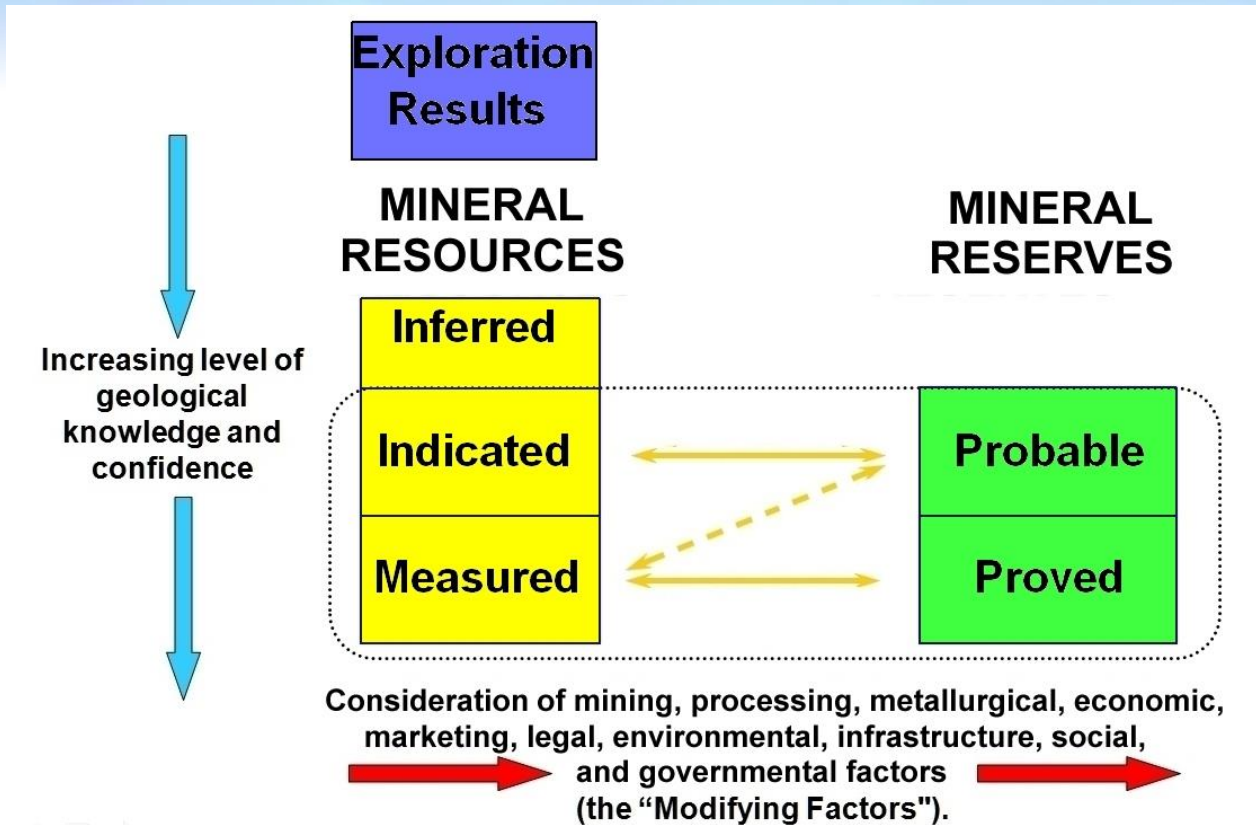 Exploration
Results
MINERAL
RESOURCES
MINERAL
RESERVES
Inferred
Increasing level of
geological
knowledge and
confidence
Indicated
Probable
Measured
Proved
Consideration of mining, processing, metallurgical, economic,
marketing, legal, environmental, infrastructure, social,
and governmental factors
(the “Modifying Factors").